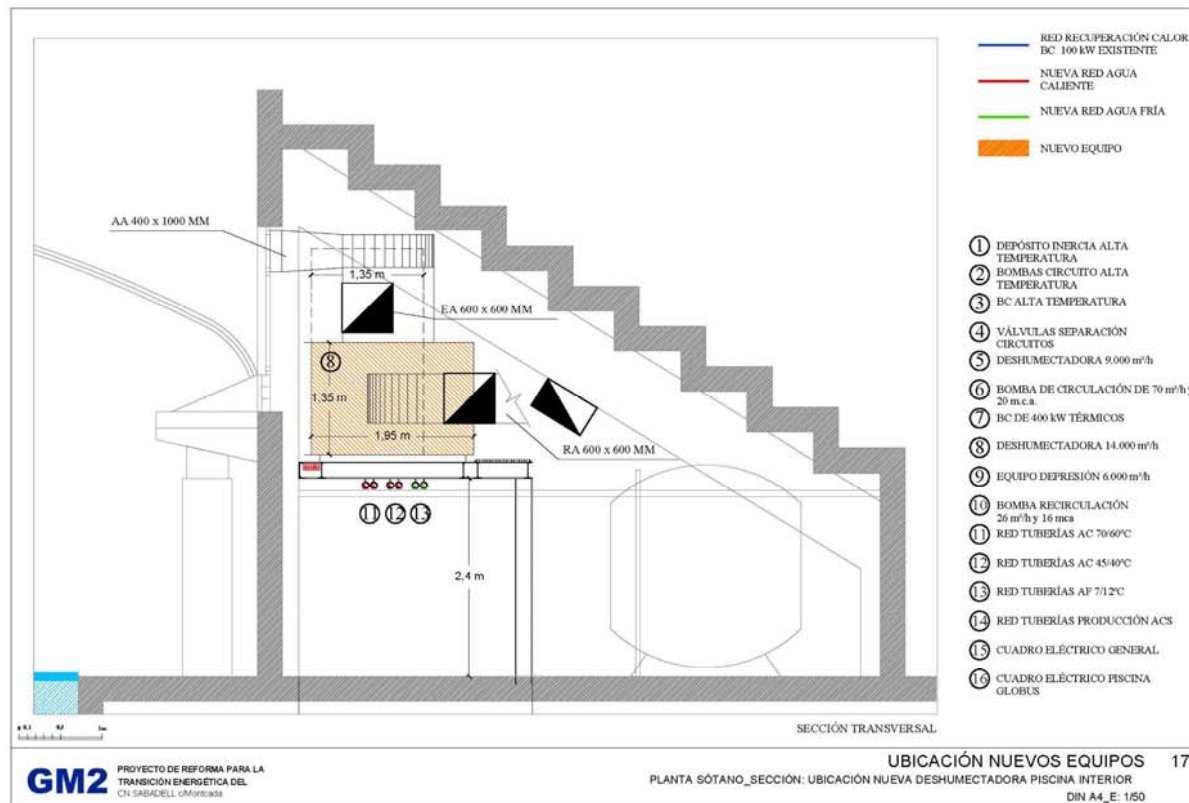 RED RECUPERACIÓN CALOR
BC 100 kW EXISTENTE
NUEVA RED AGUA
CALIENTE
NUEVA RED AGUA FRÍA
NUEVO EQUIPO
AA 400 x 1000 MM
1,35 m
EA 600 x 600 MM
8
1,35 m
1,95 m
RA 600 x 600 MM
11 12 13
2,4 m
1 DEPÓSITO INERCIA ALTA
TEMPERATURA
2 BOMBAS CIRCUITO ALTA
TEMPERATURA
3 BC ALTA TEMPERATURA
4 VÁLVULAS SEPARACIÓN
CIRCUITOS
5 DESHUMECTADORA 9.000 m³/h
6 BOMBA DE CIRCULACIÓN DE 70 m³/h y
20 m.c.a.
7 BC DE 400 kW TÉRMICOS
8 DESHUMECTADORA 14.000 m³/h
9 EQUIPO DEPRESIÓN 6.000 m³/h
10 BOMBA RECIRCULACIÓN
26 m³/h y 16 mca
11 RED TUBERÍAS AC 70/60ºC
12 RED TUBERÍAS AC 45/40ºC
13 RED TUBERÍAS AF 7/12ºC
14 RED TUBERÍAS PRODUCCIÓN ACS
15 CUADRO ELÉCTRICO GENERAL
16 CUADRO ELÉCTRICO PISCINA
GLOBUS
SECCIÓN TRANSVERSAL
GM2
PROYECTO DE REFORMA PARA LA
TRANSICIÓN ENERGÉTICA DEL
CN SABADELL c/Montcada
UBICACIÓN NUEVOS EQUIPOS 17
PLANTA SÓTANO_SECCIÓN: UBICACIÓN NUEVA DESHUMECTADORA PISCINA INTERIOR
DIN A4_E: 1/50